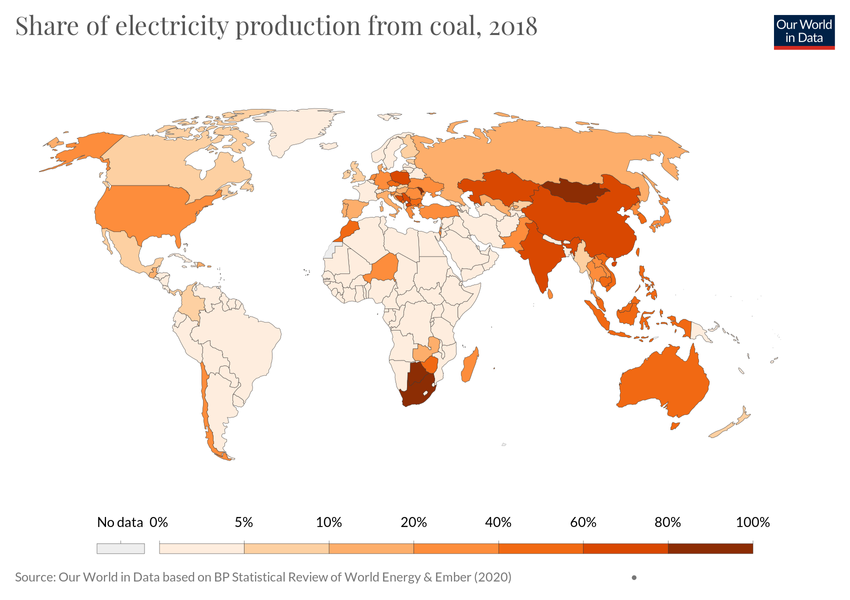 Share of electricity production from coal, 2018
Our World
in Data
No data 0% 5% 10% 20% 40% 60% 80% 100%
Source: Our World in Data based on BP Statistical Review of World Energy & Ember (2020)